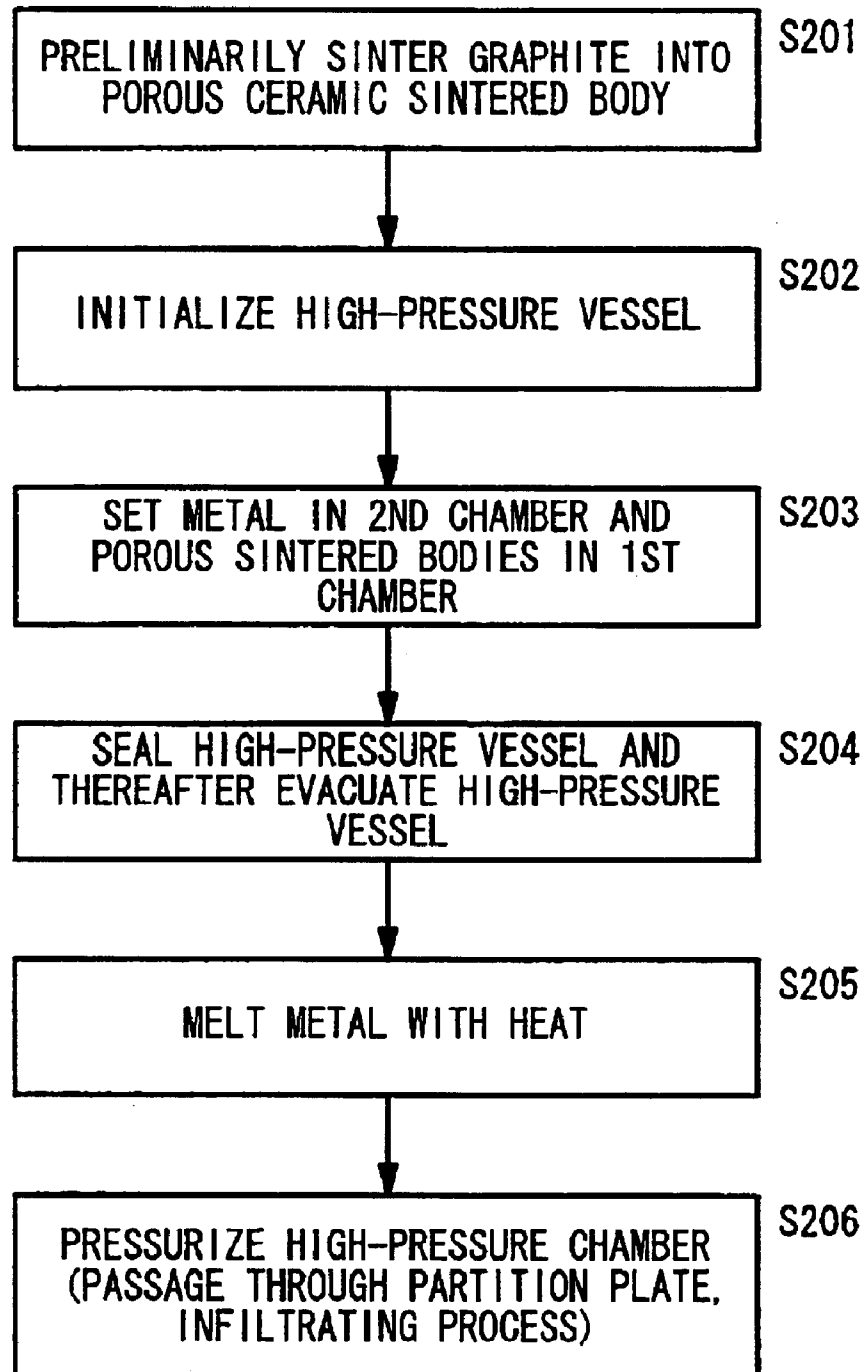 PRELIMINARILY SINTER GRAPHITE INTO
POROUS CERAMIC SINTERED BODY
S201
INITIALIZE HIGH-PRESSURE VESSEL
S202
SET METAL IN 2ND CHAMBER AND
POROUS SINTERED BODIES IN 1ST
CHAMBER
S203
SEAL HIGH-PRESSURE VESSEL AND
THEREAFTER EVACUATE HIGH-PRESSURE
VESSEL
S204
MELT METAL WITH HEAT
S205
PRESSURIZE HIGH-PRESSURE CHAMBER
(PASSAGE THROUGH PARTITION PLATE,
INFILTRATING PROCESS)
S206